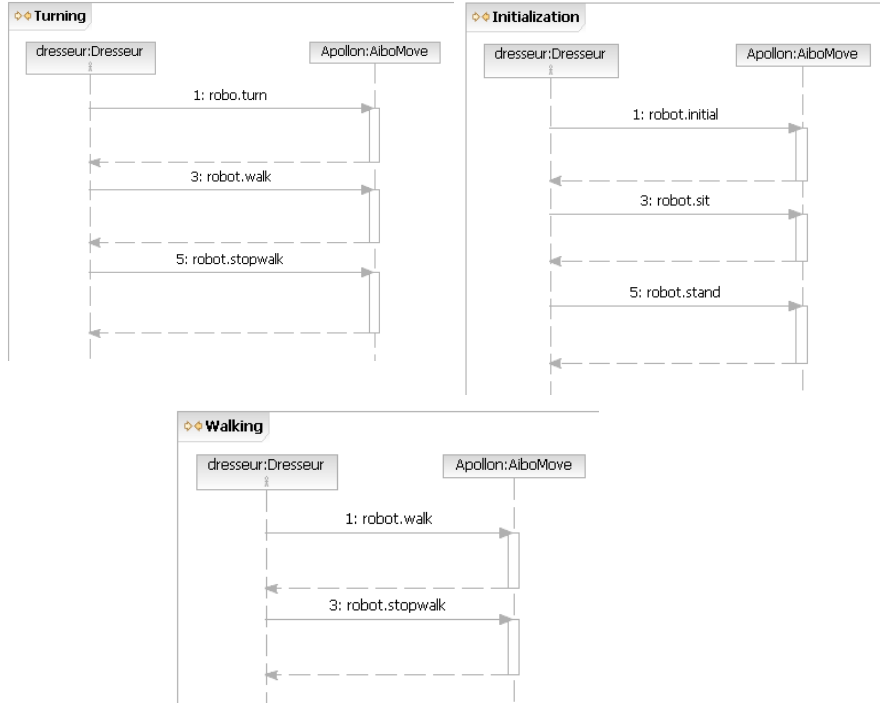 Turning
dresseur:Dresseur
Apollon:AiboMove
1: robo.turn
3: robot.walk
5: robot.stopwalk
Initialization
dresseur:Dresseur
Apollon:AiboMove
1: robot.initial
3: robot.sit
5: robot.stand
Walking
dresseur:Dresseur
Apollon:AiboMove
1: robot.walk
3: robot.stopwalk